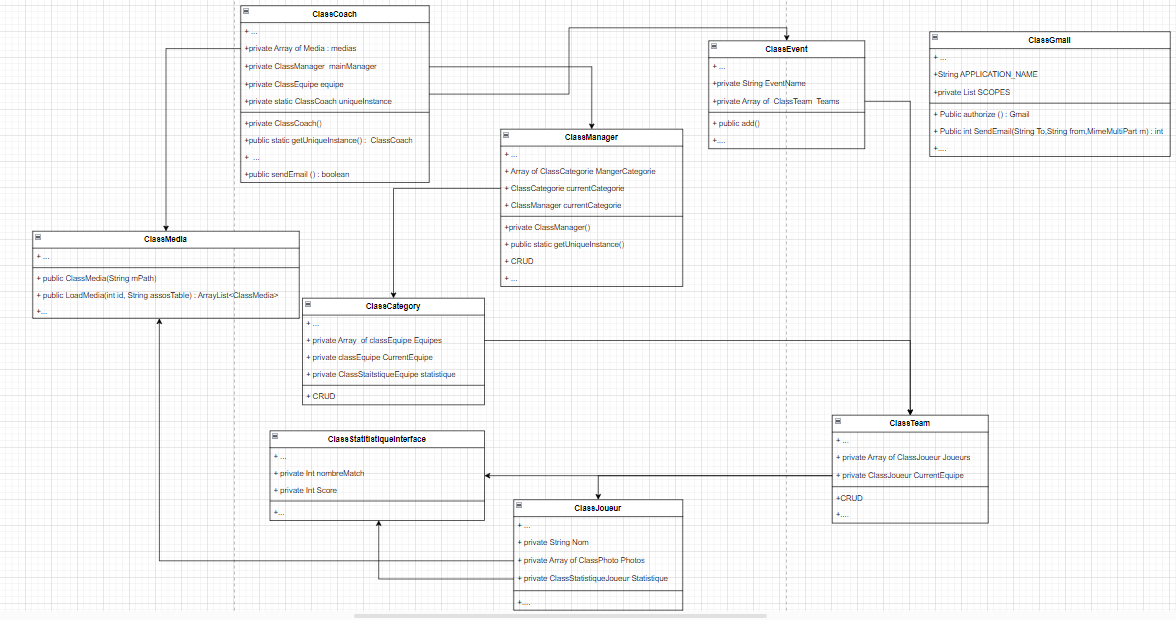 ClassCoach
+ ...
+private Array of Media : medias
+private ClassManager mainManager
+private ClassEquipe equipe
+private static ClassCoach uniqueInstance
+private ClassCoach()
+public static getUniqueInstance() : ClassCoach
+ ...
+public sendEmail () : boolean
ClassEvent
+ ...
+private String EventName
+private Array of ClassTeam Teams
+ public add()
+....
ClassGmail
+ ...
+String APPLICATION_NAME
+private List SCOPES
+ Public authorize () : Gmail
+ Public int SendEmail(String To,String from,MimeMultiPart m) : int
+....
ClassManager
+ ...
+ Array of ClassCategorie MangerCategorie
+ ClassCategorie currentCategorie
+ ClassManager currentCategorie
+private ClassManager()
+ public static getUniqueInstance()
+ CRUD
+ ...
ClassMedia
+ ...
+ public ClassMedia(String mPath)
+ public LoadMedia(int id, String assosTable) : ArrayList<ClassMedia>
+...
ClassCategory
+ ...
+ private Array of classEquipe Equipes
+ private classEquipe CurrentEquipe
+ private ClassStaitstiqueEquipe statistique
+ CRUD
ClassStatitistiqueInterface
+ ...
+ private Int nombreMatch
+ private Int Score
+...
ClassTeam
+ ...
+ private Array of ClassJoueur Joueurs
+ private ClassJoueur CurrentEquipe
+CRUD
+....
ClassJoueur
+ ...
+ private String Nom
+ private Array of ClassPhoto Photos
+ private ClassStatistiqueJoueur Statistique
+....